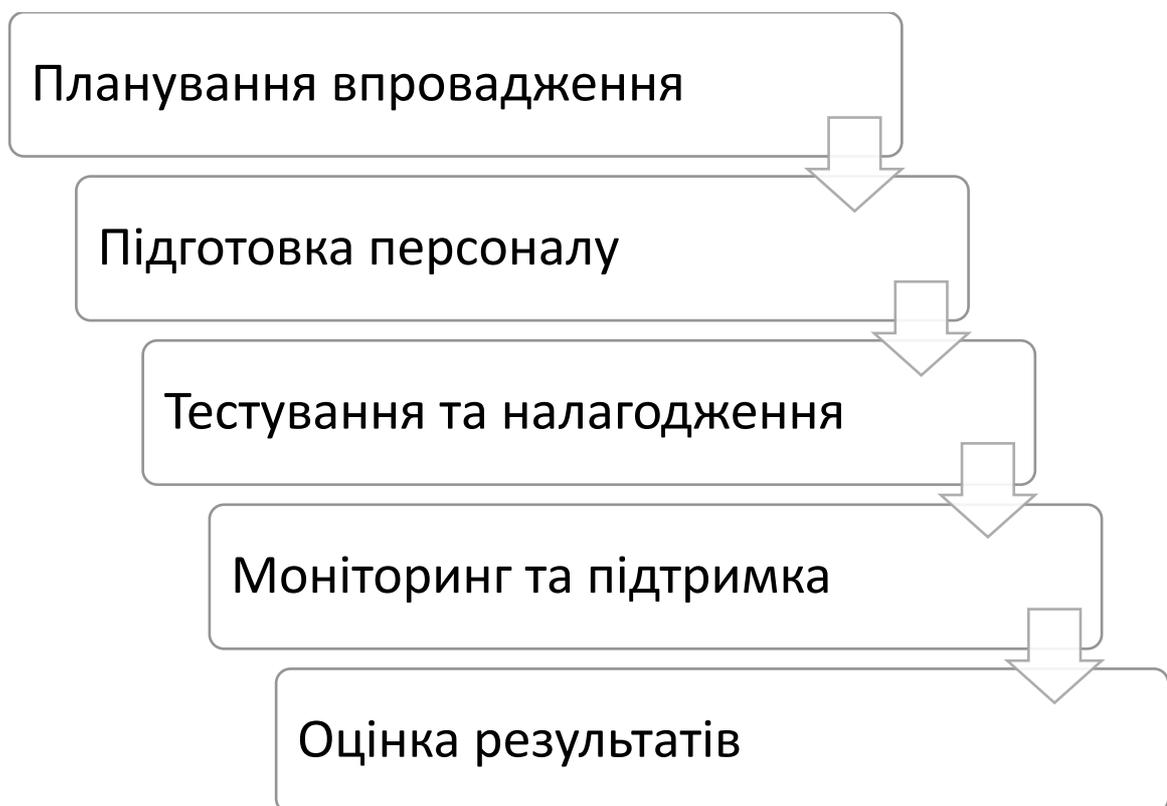 Планування впровадження
Підготовка персоналу
Тестування та налагодження
Моніторинг та підтримка
Оцінка результатів